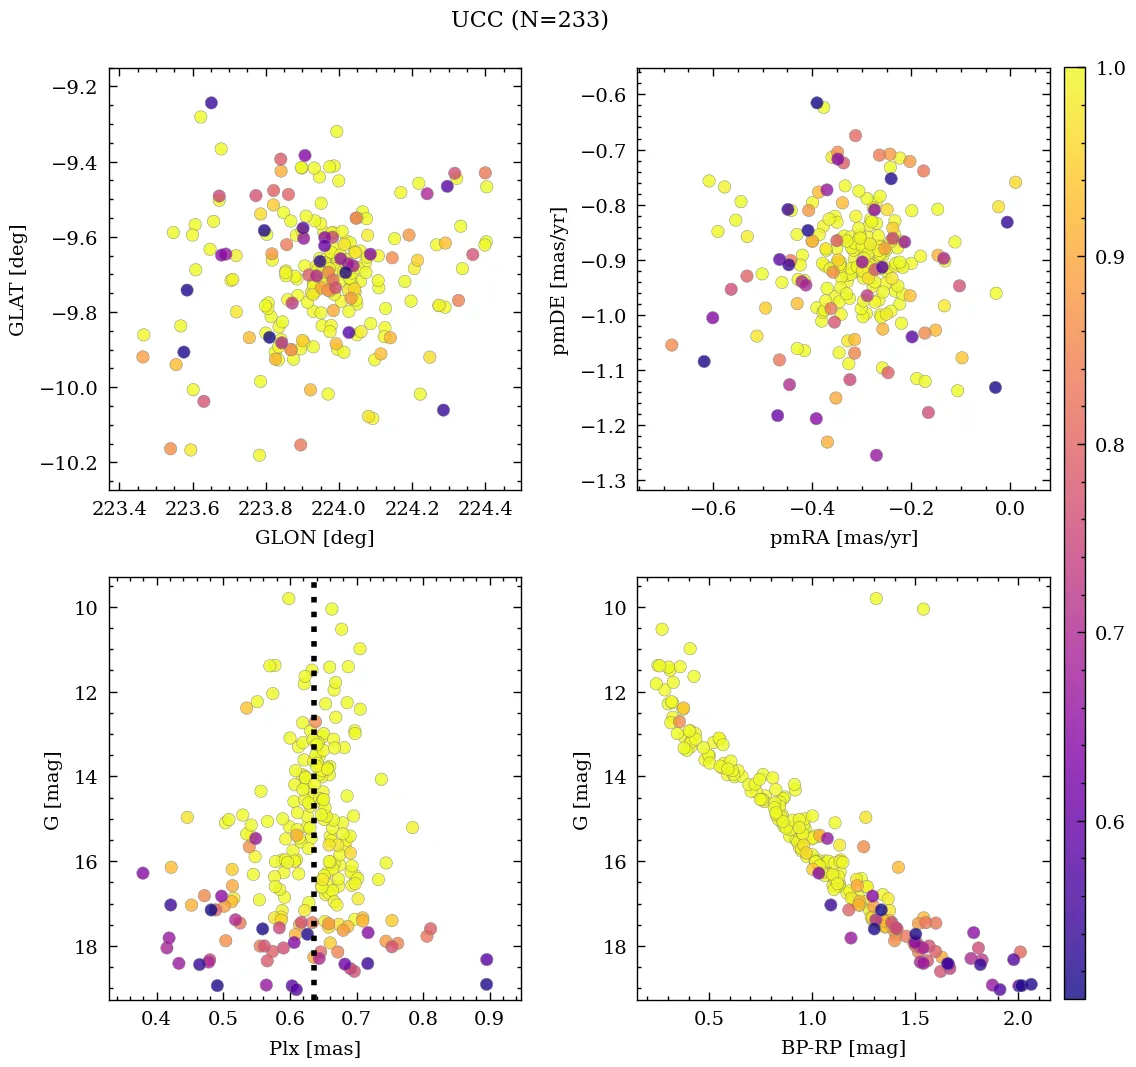 UCC (N=233)
−9.2
−9.4
−9.6
−9.8
−10.0
−10.2
GLAT [deg]
223.4 223.6 223.8 224.0 224.2 224.4
GLON [deg]
−0.6
−0.7
−0.8
−0.9
−1.0
−1.1
−1.2
−1.3
pmDE [mas/yr]
−0.6 −0.4 −0.2 0.0
pmRA [mas/yr]
1.0
0.9
0.8
0.7
0.6
10
12
14
16
18
G [mag]
0.4 0.5 0.6 0.7 0.8 0.9
Plx [mas]
10
12
14
16
18
G [mag]
0.5 1.0 1.5 2.0
BP-RP [mag]